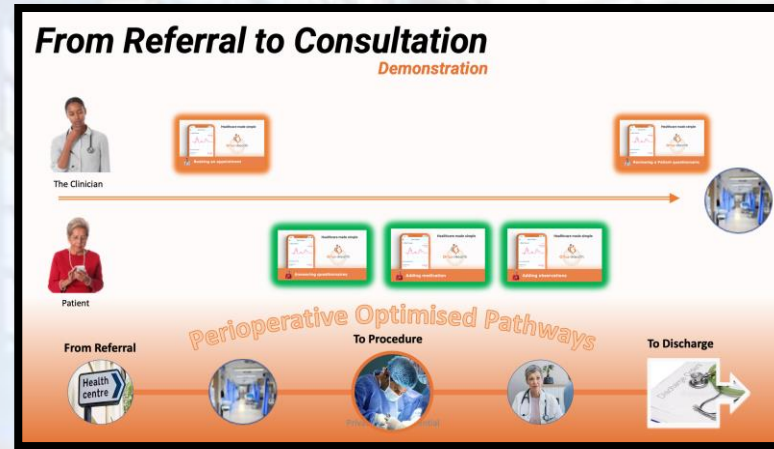 From Referral to Consultation
Demonstration
The Clinician
Healthcare made simple
Booking an appointment
Healthcare made simple
Reviewing a Patient questionnaire
Patient
Healthcare made simple
Answering questionnaires
Healthcare made simple
Adding medication
Healthcare made simple
Adding observations
Perioperative Optimised Pathways
From Referral
To Procedure
To Discharge
Health
centre